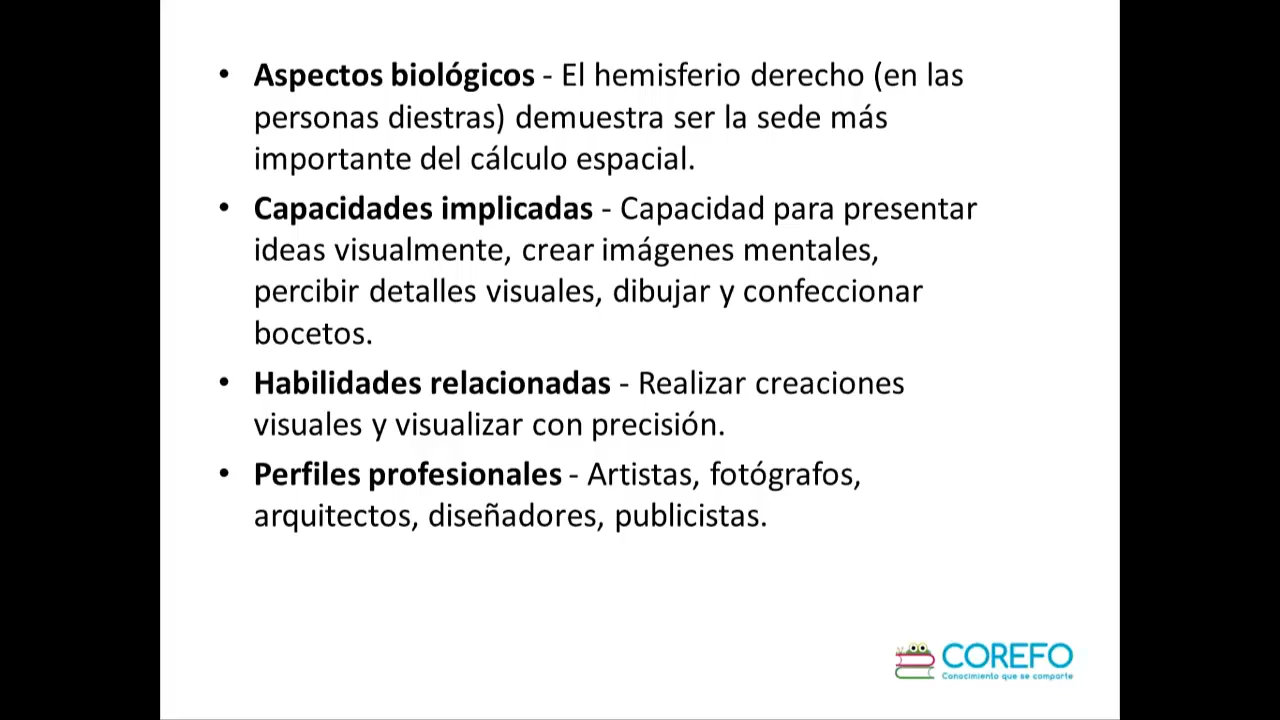 • Aspectos biológicos - El hemisferio derecho (en las
personas diestras) demuestra ser la sede más
importante del cálculo espacial.
• Capacidades implicadas - Capacidad para presentar
ideas visualmente, crear imágenes mentales,
percibir detalles visuales, dibujar y confeccionar
bocetos.
• Habilidades relacionadas - Realizar creaciones
visuales y visualizar con precisión.
• Perfiles profesionales - Artistas, fotógrafos,
arquitectos, diseñadores, publicistas.
COREFO
Conocimiento que se comparte